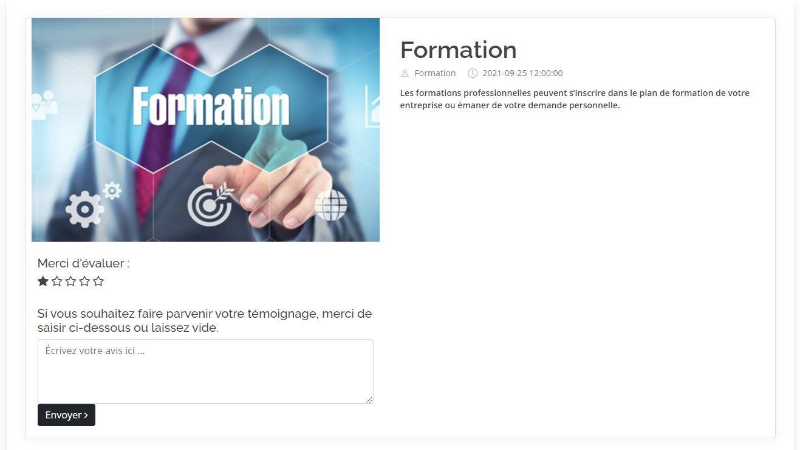 Formation
Merci d'évaluer :
Si vous souhaitez faire parvenir votre témoignage, merci de
saisir ci-dessous ou laissez vide.
Écrivez votre avis ici ...
Envoyer
Formation
Formation 2021-09-25 12:00:00
Les formations professionnelles peuvent s'inscrire dans le plan de formation de votre
entreprise ou émaner de votre demande personnelle.